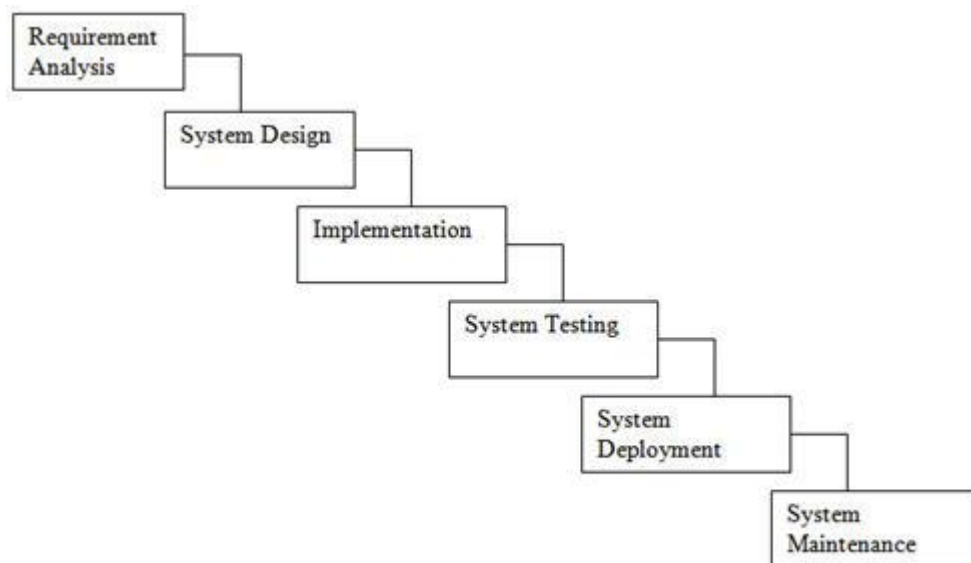 Requirement
Analysis
System Design
Implementation
System Testing
System
Deployment
System
Maintenance